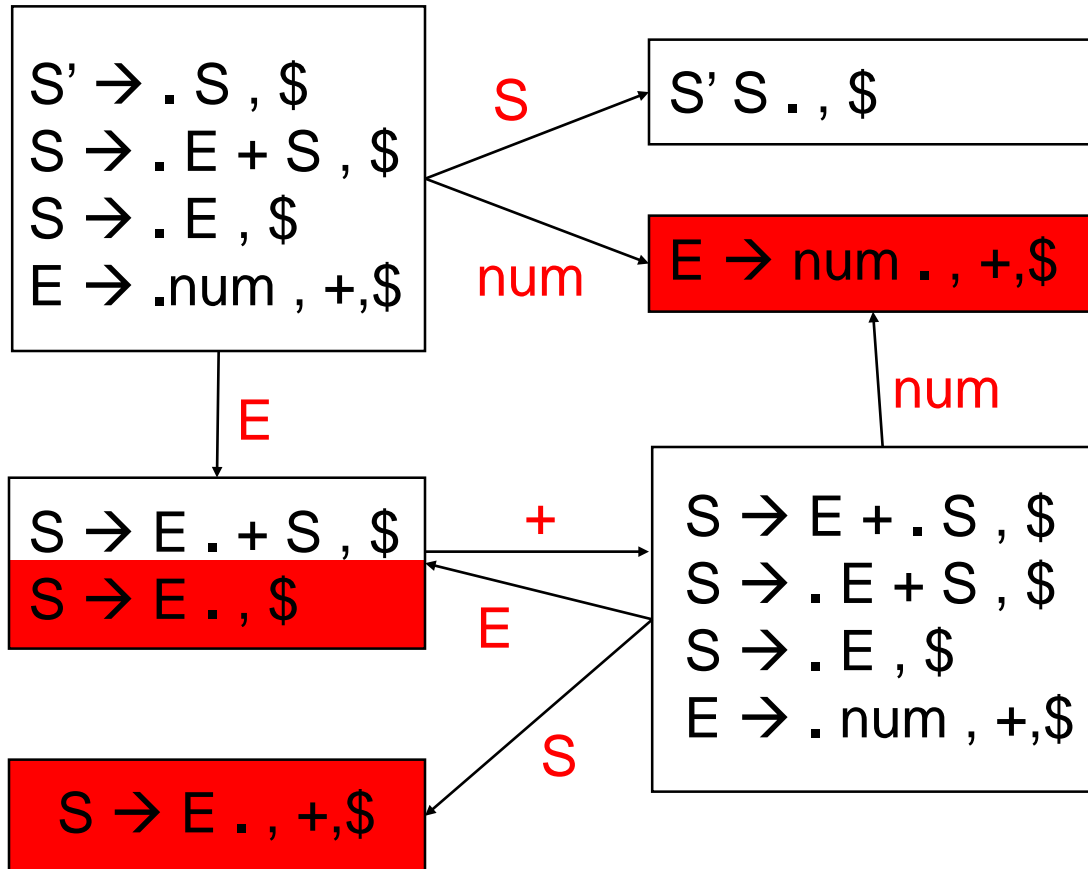 S’ → . S , $
S → . E + S , $
S → . E , $
E → .num , +,$
S
num
S’ S . , $
E → num . , +,$
E
num
S → E . + S , $
S → E . , $
+
E
S
S → E + . S , $
S → . E + S , $
S → . E , $
E → . num , +,$
S → E . , +,$